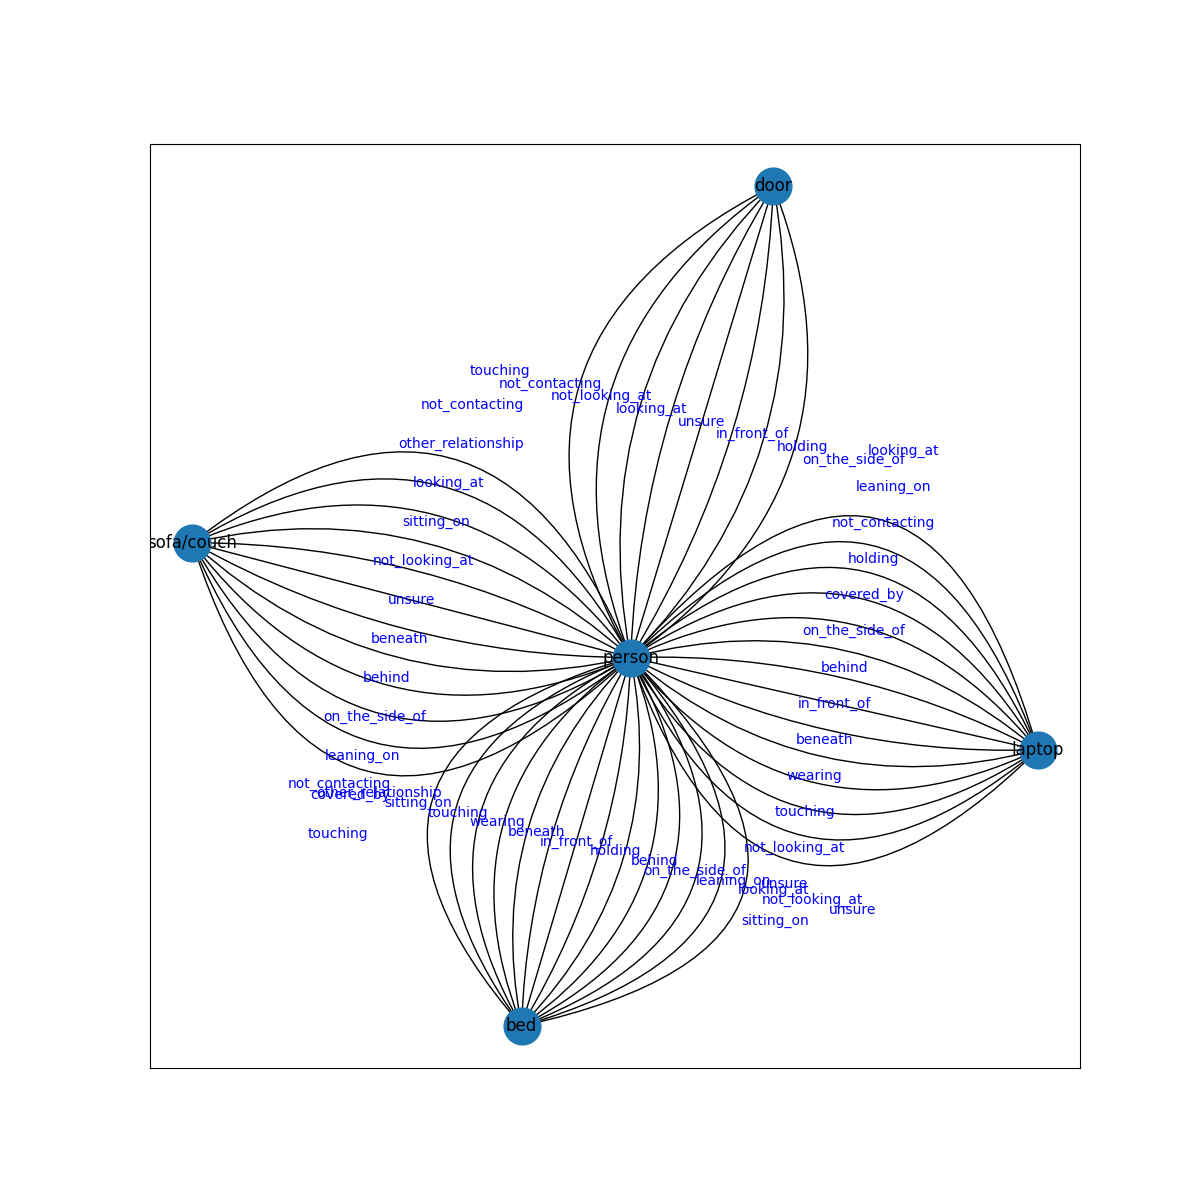 door
touching
not_contacting
not_looking_at
not_contacting
looking_at
unsure
in_front_of
other_relationship
holding
looking_at
on_the_side_of
looking_at
leaning_on
sitting_on
not_contacting
sofa/couch
not_looking_at
holding
unsure
covered_by
beneath
on_the_side_of
person
behind
behind
on_the_side_of
in_front_of
leaning_on
beneath
laptop
not_contacting
wearing
covered_by
other_relationship
sitting_on
touching
touching
wearing
beneath
touching
in_front_of
not_looking_at
holding
behind
on_the_side_of
leaning_on
unsure
looking_at
not_looking_at
unsure
sitting_on
bed